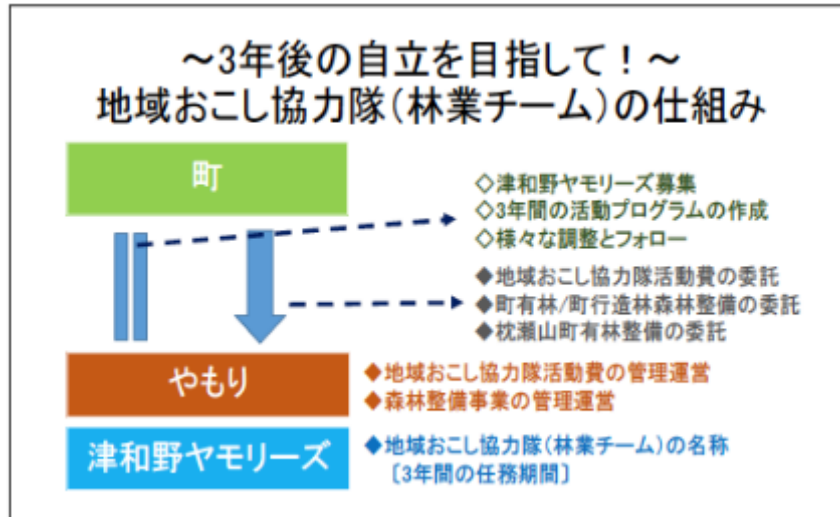 ～3年後の自立を目指して！～
地域おこし協力隊（林業チーム）の仕組み
町
◇津和野ヤモリーズ募集
◇3年間の活動プログラムの作成
◇様々な調整とフォロー
◆地域おこし協力隊活動費の委託
◆町有林/町行造林森林整備の委託
◆枕瀬山町有林整備の委託
やもり
◆地域おこし協力隊活動費の管理運営
◆森林整備事業の管理運営
津和野ヤモリーズ
◆地域おこし協力隊（林業チーム）の名称
〔3年間の任務期間〕